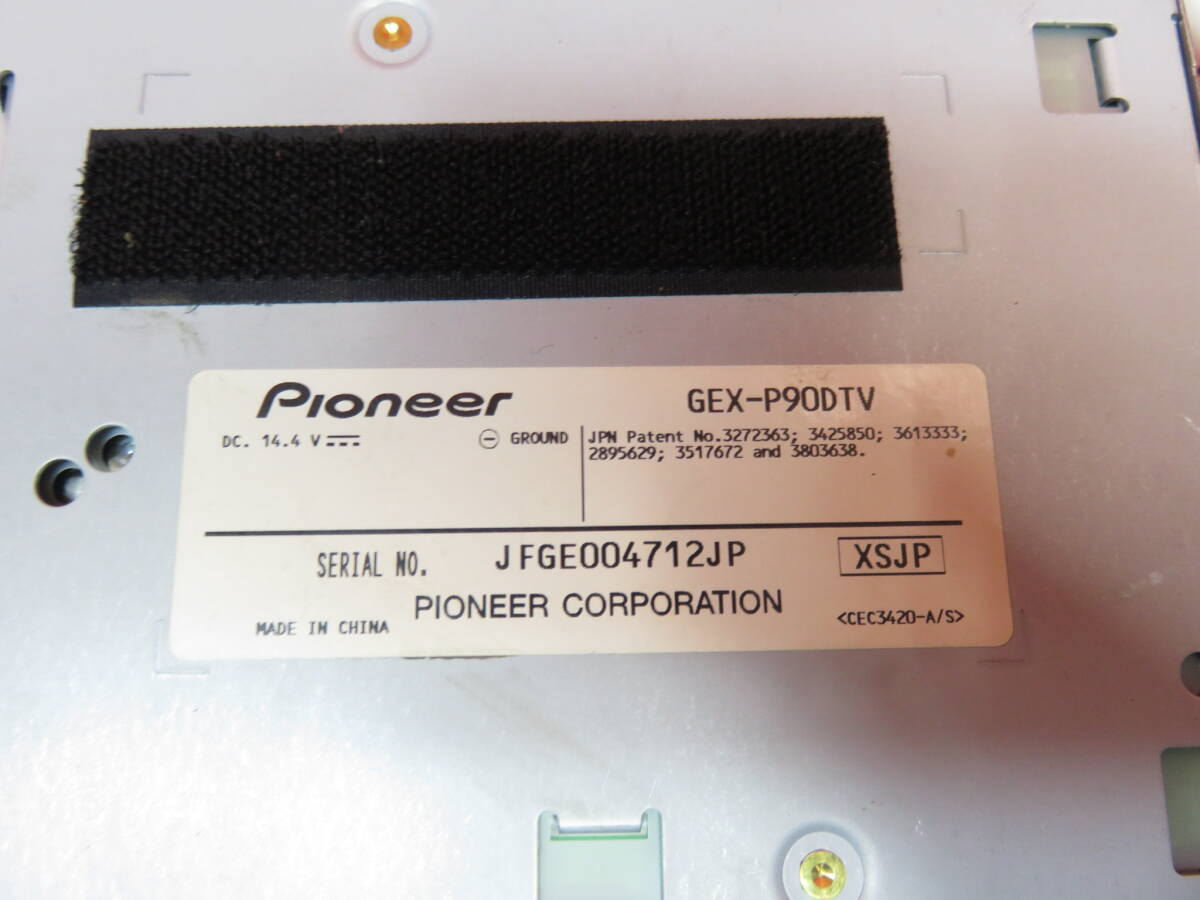 Pioneer
GEX-P90DTV
DC. 14.4 V
GROUND
JPN Patent No.3272363; 3425850; 3613333;
2895629; 3517672 and 3803638.
SERIAL NO. JFGE004712JP XSJP
PIONEER CORPORATION
MADE IN CHINA
<CEC3420-A/S>